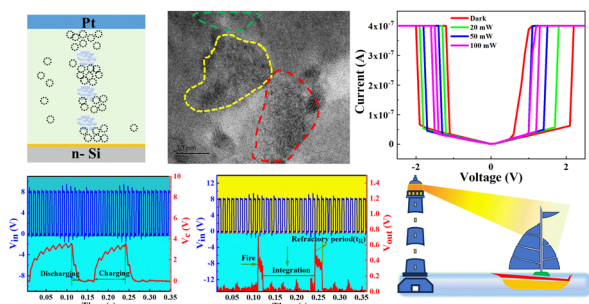 Pt
n- Si
10 nm
4x10⁻⁷
3x10⁻⁷
2x10⁻⁷
1x10⁻⁷
0
Current (A)
Dark
20 mW
50 mW
100 mW
-2 -1 0 1 2
Voltage (V)
Vin (V)
8
4
0
-4
-8
Discharging
Charging
10
8
6
4
2
0
Vc (V)
0.05 0.10 0.15 0.20 0.25 0.30 0.35
Vin (V)
12
8
4
0
-4
-8
-12
Fire
Integration
Refractory period(tR)
1.4
1.2
1.0
0.8
0.6
0.4
0.2
0.0
Vout (V)
0.05 0.10 0.15 0.20 0.25 0.30 0.35